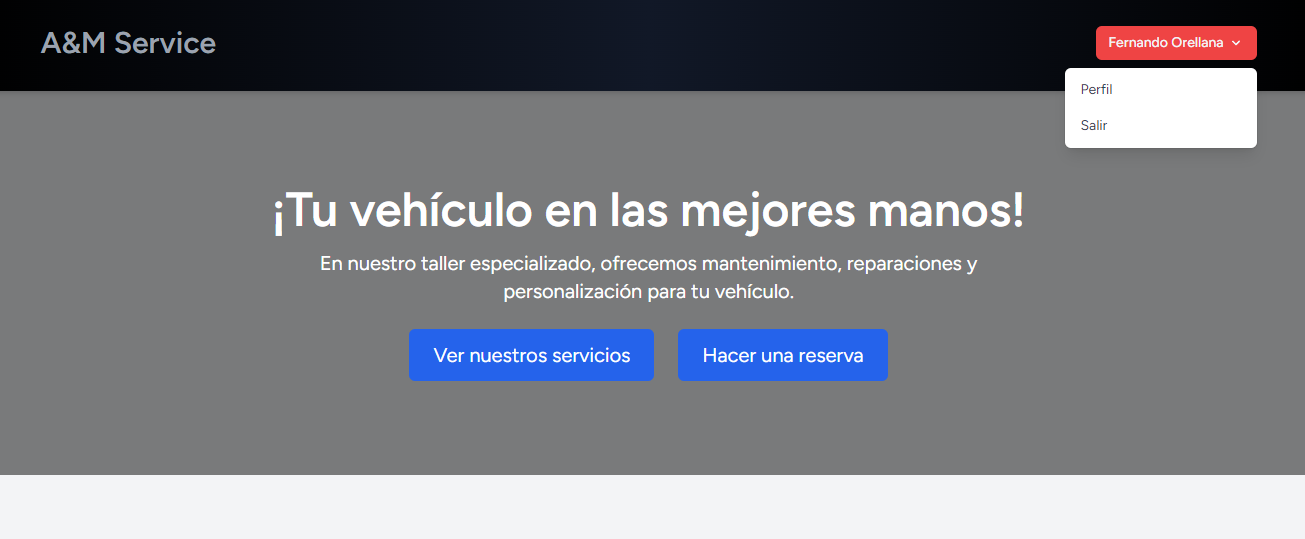 A&M Service
Fernando Orellana
Perfil
Salir
¡Tu vehículo en las mejores manos!
En nuestro taller especializado, ofrecemos mantenimiento, reparaciones y
personalización para tu vehículo.
Ver nuestros servicios
Hacer una reserva